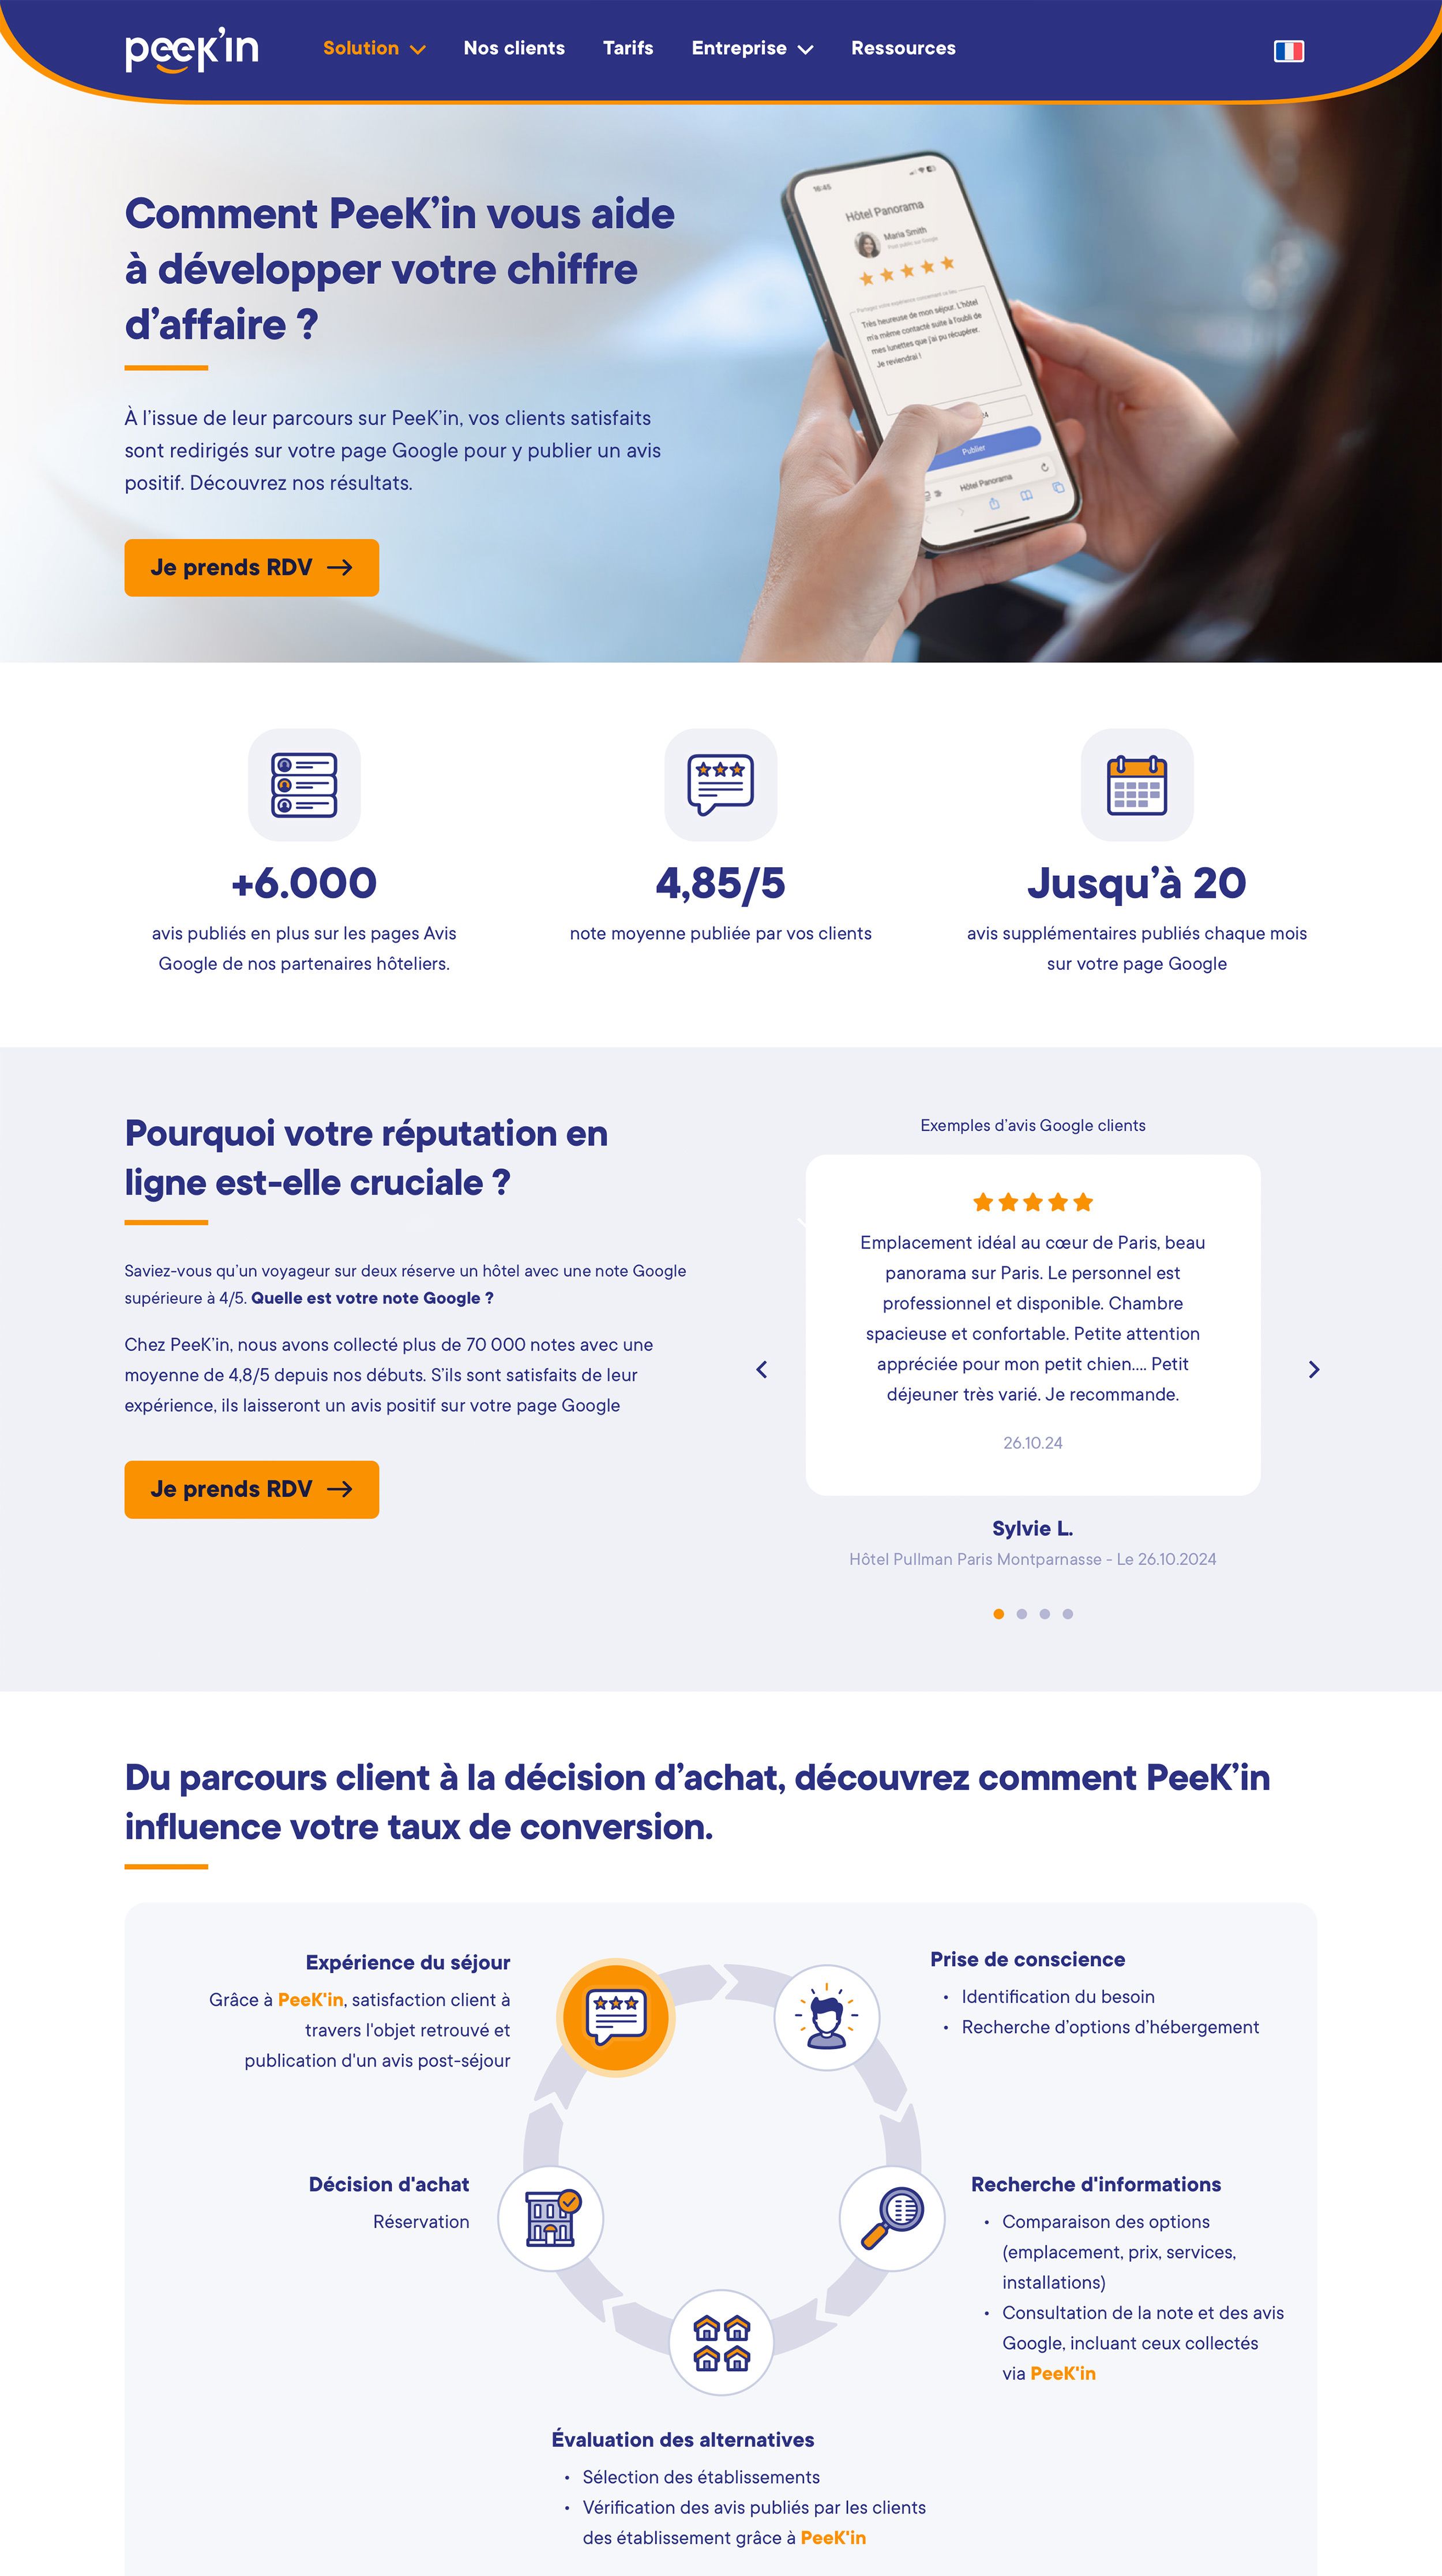 peek'in
Solution
Nos clients
Tarifs
Entreprise
Ressources
Comment PeeK’in vous aide
à développer votre chiffre
d’affaire ?
À l’issue de leur parcours sur PeeK’in, vos clients satisfaits
sont redirigés sur votre page Google pour y publier un avis
positif. Découvrez nos résultats.
Je prends RDV
16:45
Hôtel Panorama
Maria Smith
Très heureuse de mon séjour. L'hôtel
m'a même contacté suite à l'oubli de
mes lunettes que j'ai pu récupérer.
Je reviendrai !
Publier
Hôtel Panorama
+6.000
avis publiés en plus sur les pages Avis
Google de nos partenaires hôteliers.
4,85/5
note moyenne publiée par vos clients
Jusqu’à 20
avis supplémentaires publiés chaque mois
sur votre page Google
Pourquoi votre réputation en
ligne est-elle cruciale ?
Saviez-vous qu’un voyageur sur deux réserve un hôtel avec une note Google
supérieure à 4/5. Quelle est votre note Google ?
Chez PeeK’in, nous avons collecté plus de 70 000 notes avec une
moyenne de 4,8/5 depuis nos débuts. S’ils sont satisfaits de leur
expérience, ils laisseront un avis positif sur votre page Google
Je prends RDV
Exemples d’avis Google clients
Emplacement idéal au cœur de Paris, beau
panorama sur Paris. Le personnel est
professionnel et disponible. Chambre
spacieuse et confortable. Petite attention
appréciée pour mon petit chien.... Petit
déjeuner très varié. Je recommande.
26.10.24
Sylvie L.
Hôtel Pullman Paris Montparnasse - Le 26.10.2024
Du parcours client à la décision d’achat, découvrez comment PeeK’in
influence votre taux de conversion.
Expérience du séjour
Grâce à PeeK'in, satisfaction client à
travers l'objet retrouvé et
publication d'un avis post-séjour
Prise de conscience
• Identification du besoin
• Recherche d’options d’hébergement
Décision d'achat
Réservation
Recherche d'informations
• Comparaison des options
(emplacement, prix, services,
installations)
• Consultation de la note et des avis
Google, incluant ceux collectés
via PeeK'in
Évaluation des alternatives
• Sélection des établissements
• Vérification des avis publiés par les clients
des établissement grâce à PeeK'in